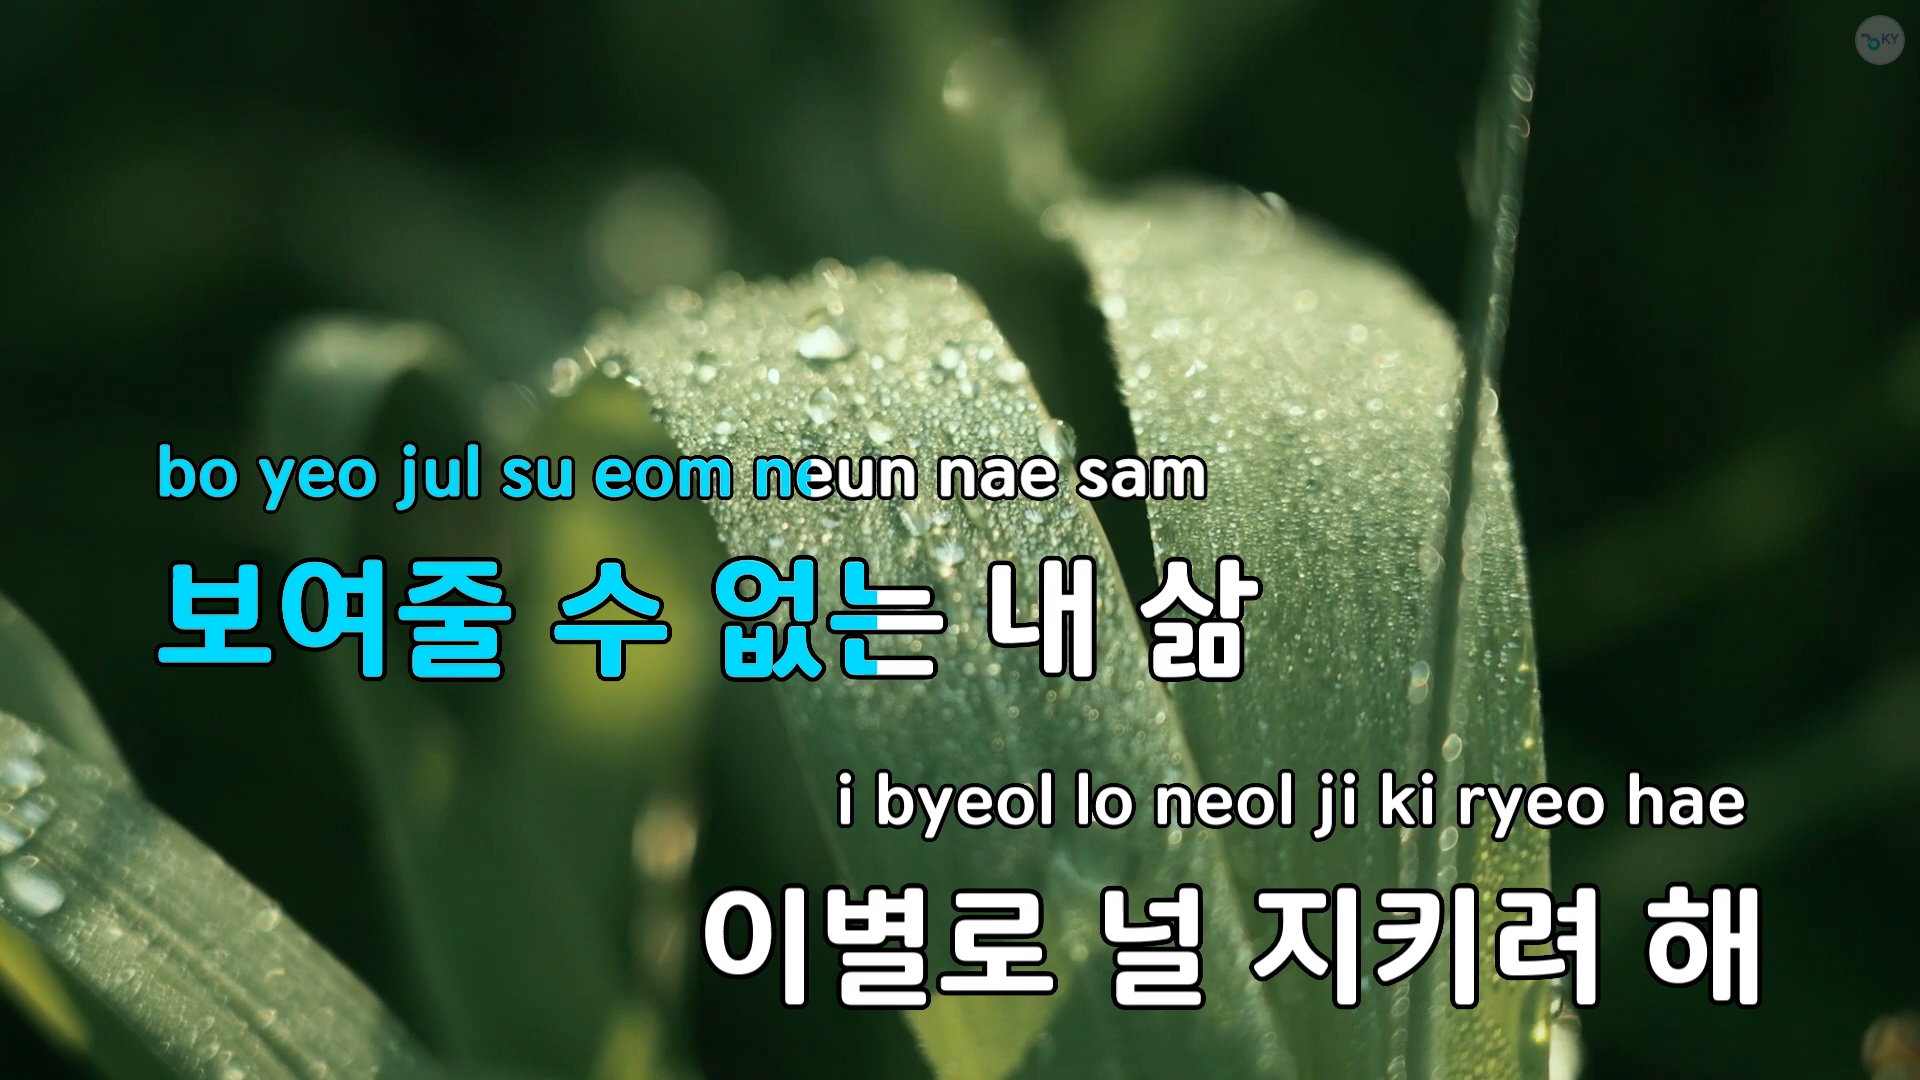 KY
bo yeo jul su eom neun nae sam
보여줄 수 없는 내 삶
i byeol lo neol ji ki ryeo hae
이별로 널 지키려 해